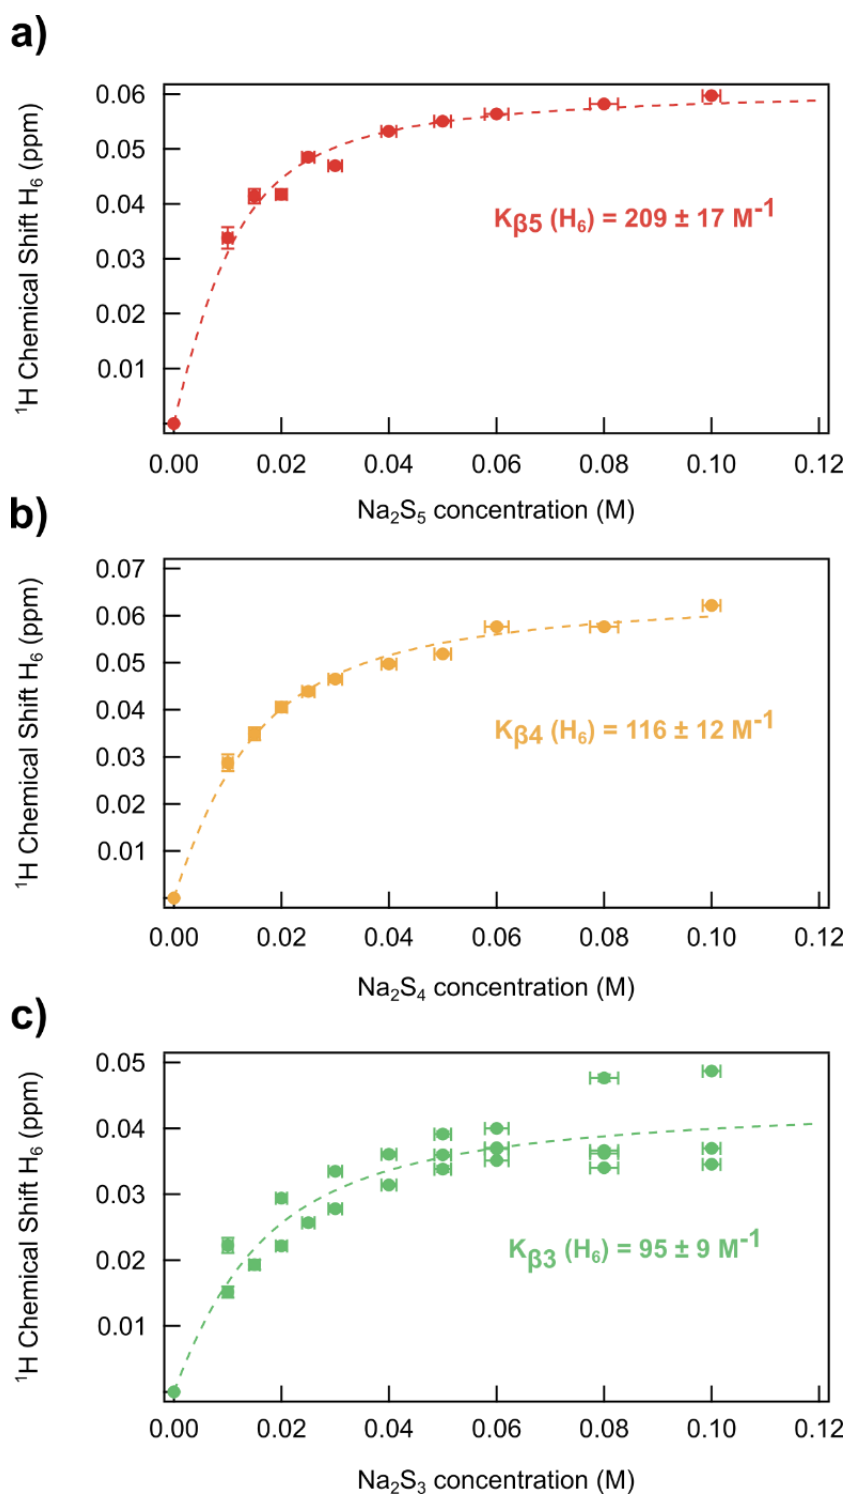 a)
¹H Chemical Shift H₆ (ppm)
0.06
0.05
0.04
0.03
0.02
0.01
Kβ5 (H₆) = 209 ± 17 M⁻¹
0.00 0.02 0.04 0.06 0.08 0.10 0.12
Na₂S₅ concentration (M)
b)
¹H Chemical Shift H₆ (ppm)
0.07
0.06
0.05
0.04
0.03
0.02
0.01
Kβ4 (H₆) = 116 ± 12 M⁻¹
0.00 0.02 0.04 0.06 0.08 0.10 0.12
Na₂S₄ concentration (M)
c)
¹H Chemical Shift H₆ (ppm)
0.05
0.04
0.03
0.02
0.01
Kβ3 (H₆) = 95 ± 9 M⁻¹
0.00 0.02 0.04 0.06 0.08 0.10 0.12
Na₂S₃ concentration (M)